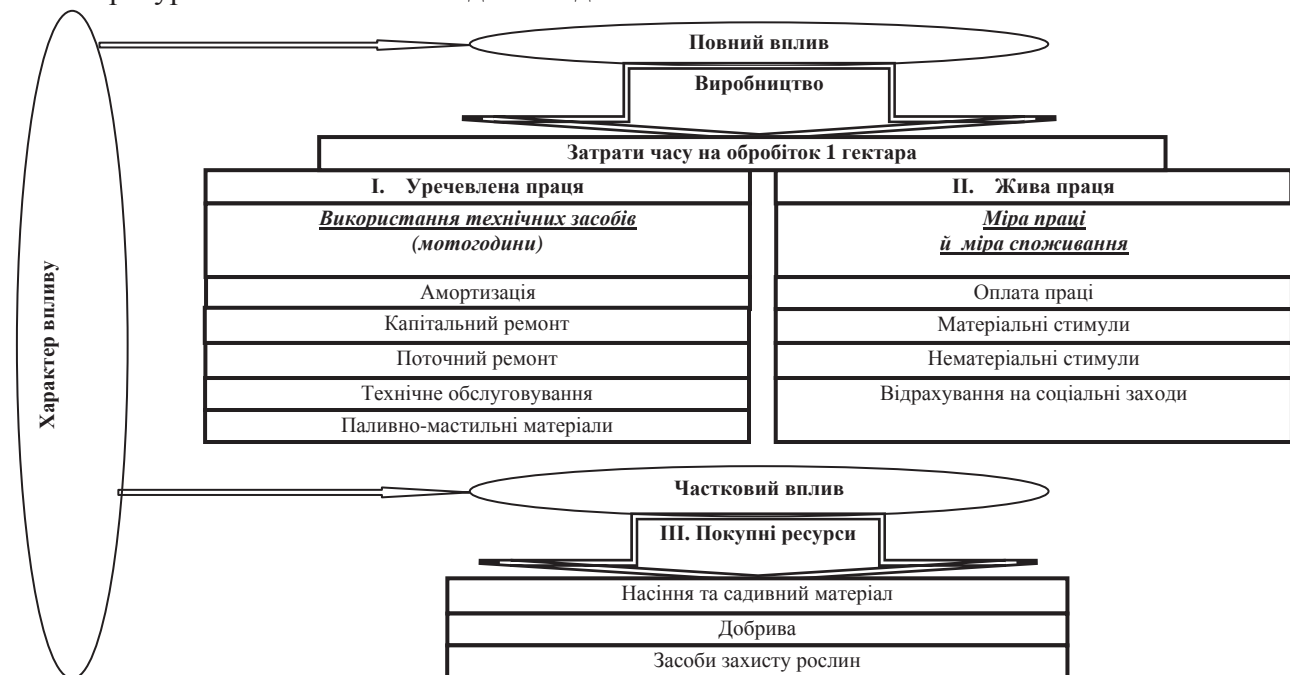 Повний вплив
Виробництво
Затрати часу на обробіток 1 гектара
І. Уречевлена праця
ІІ. Жива праця
Використання технічних засобів
(мотогодини)
Міра праці
й міра споживання
Амортизація
Оплата праці
Капітальний ремонт
Матеріальні стимули
Поточний ремонт
Нематеріальні стимули
Технічне обслуговування
Відрахування на соціальні заходи
Паливно-мастильні матеріали
Характер впливу
Частковий вплив
ІІІ. Покупні ресурси
Насіння та садивний матеріал
Добрива
Засоби захисту рослин